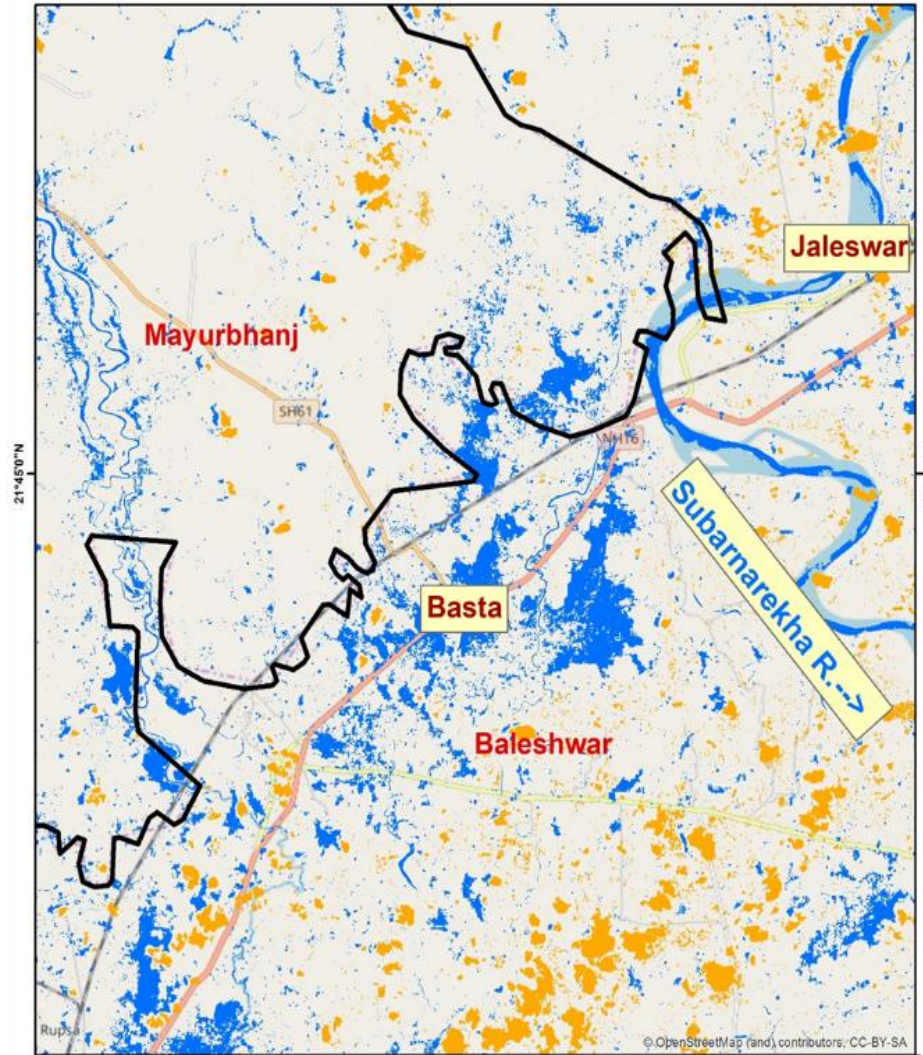 Jaleswar
Mayurbhanj
SH61
NH16
21°45'0"N
Subarnarekha R.-->
Basta
Baleshwar
Rupsa
© OpenStreetMap (and) contributors, CC-BY-SA